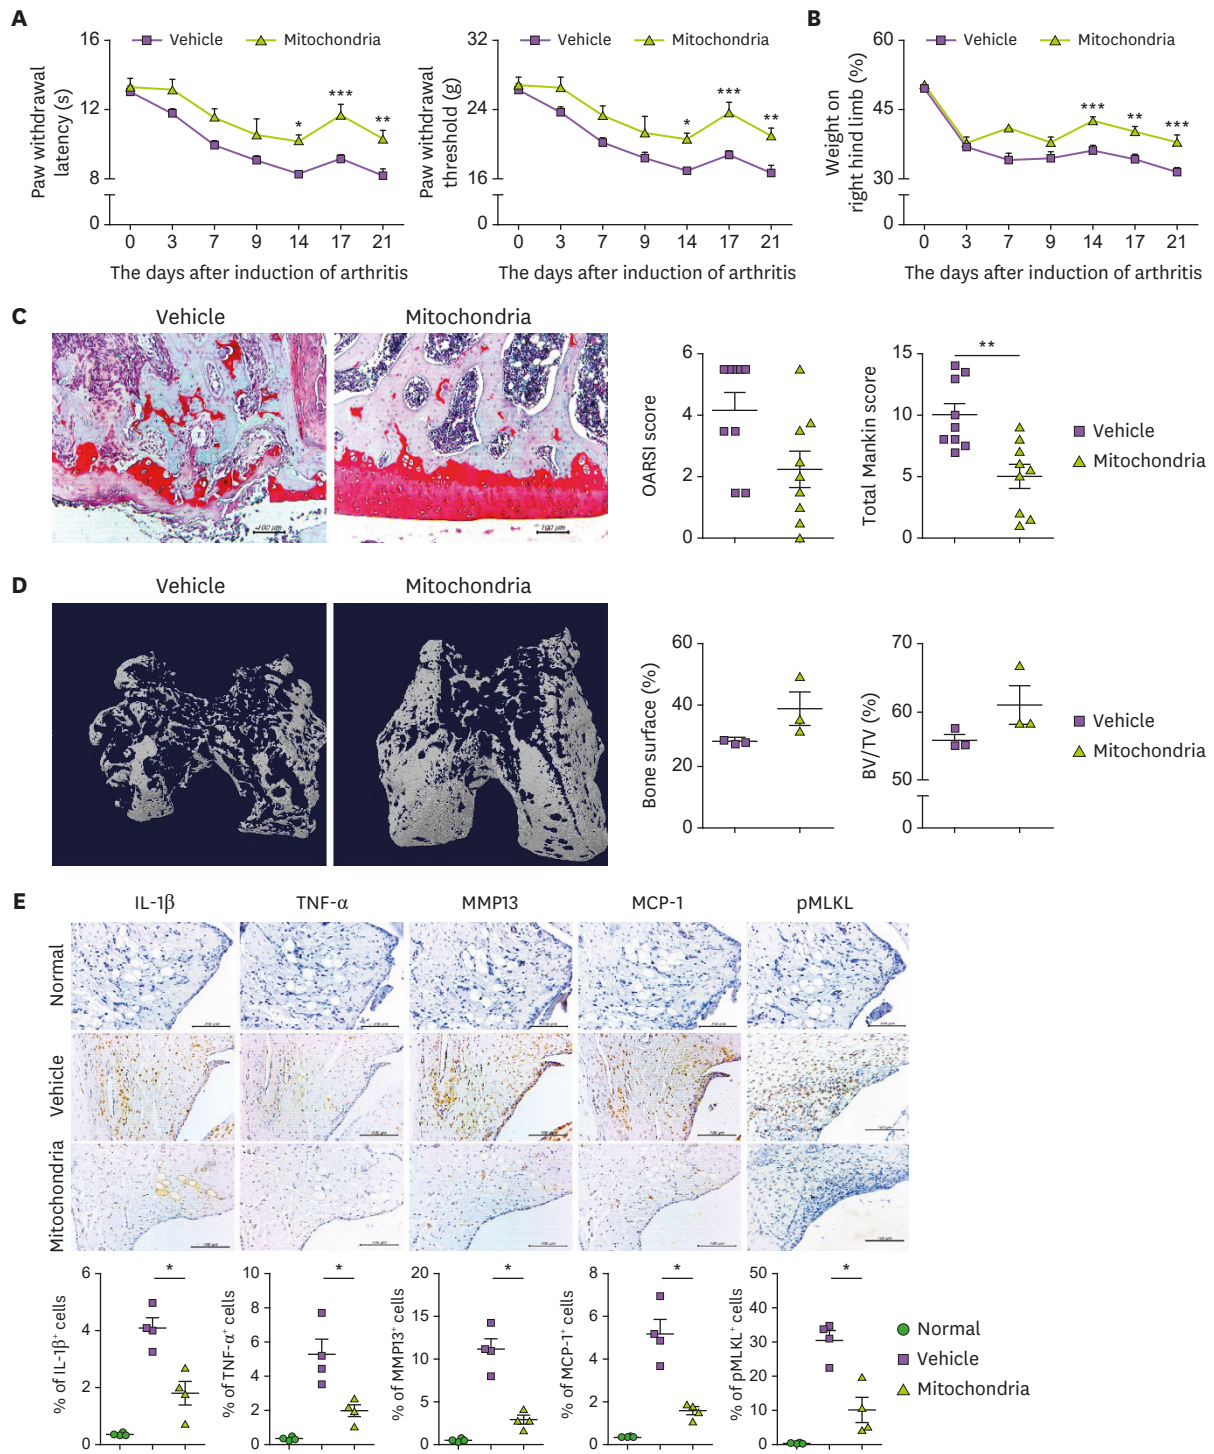 A
Vehicle Mitochondria
Paw withdrawal
latency (s)
16
12
8
0
0 3 7 9 14 17 21
* *** **
The days after induction of arthritis
Vehicle Mitochondria
Paw withdrawal
threshold (g)
32
24
16
0
0 3 7 9 14 17 21
* *** **
The days after induction of arthritis
B
Vehicle Mitochondria
Weight on
right hind limb (%)
60
45
30
0
0 3 7 9 14 17 21
*** ** ***
The days after induction of arthritis
C
Vehicle Mitochondria
100 μm
100 μm
OARSI score
6
4
2
0
Total Mankin score
15
10
5
0
**
Vehicle
Mitochondria
D
Vehicle Mitochondria
Bone surface (%)
60
40
20
0
BV/TV (%)
70
60
50
0
Vehicle
Mitochondria
E
IL-1β TNF-α MMP13 MCP-1 pMLKL
Normal
Vehicle
Mitochondria
% of IL-1β+ cells
6
4
2
0
*
% of TNF-α+ cells
10
8
6
4
2
0
*
% of MMP13+ cells
20
15
10
5
0
*
% of MCP-1+ cells
8
6
4
2
0
*
% of pMLKL+ cells
50
40
30
20
10
0
*
Normal
Vehicle
Mitochondria